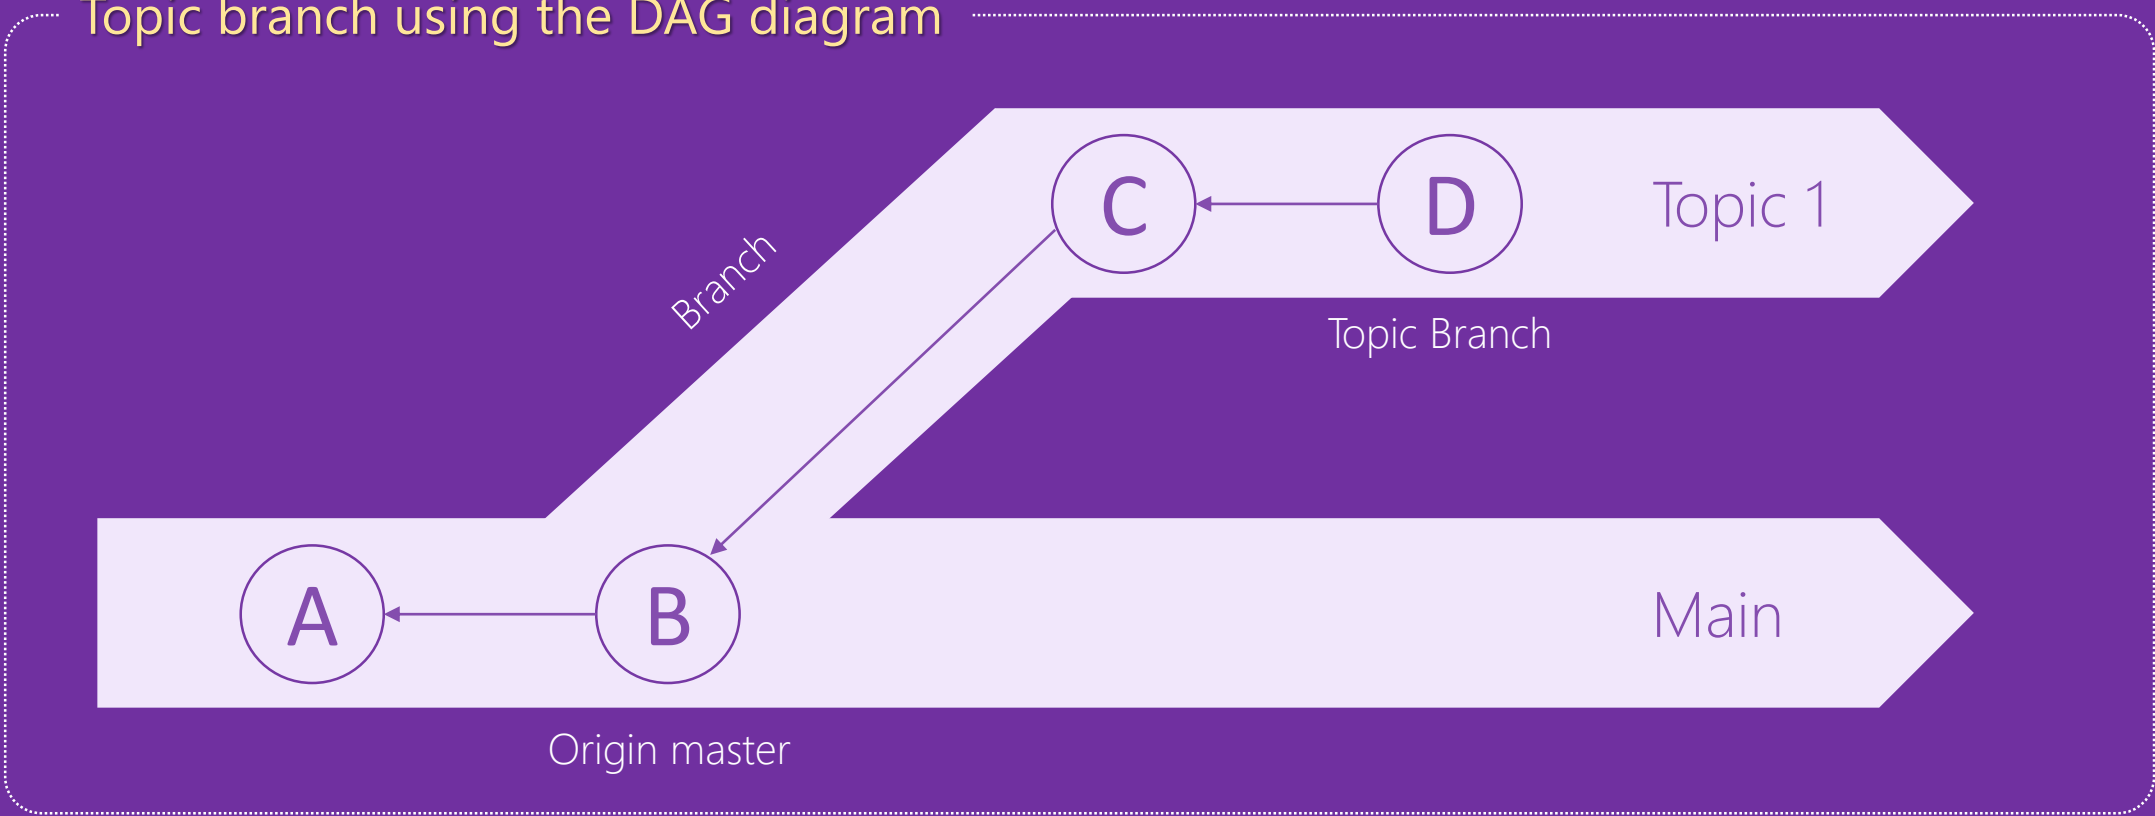 Topic branch using the DAG diagram
C
D
Topic 1
Branch
Topic Branch
A
B
Main
Origin master